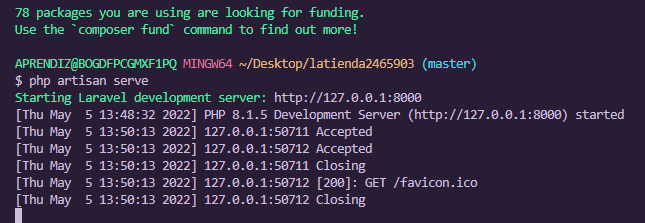 78 packages you are using are looking for funding.
Use the `composer fund` command to find out more!
APRENDIZ@BOGDFPCGMXF1PQ MINGW64 ~/Desktop/latienda2465903 (master)
$ php artisan serve
Starting Laravel development server: http://127.0.0.1:8000
[Thu May  5 13:48:32 2022] PHP 8.1.5 Development Server (http://127.0.0.1:8000) started
[Thu May  5 13:50:13 2022] 127.0.0.1:50711 Accepted
[Thu May  5 13:50:13 2022] 127.0.0.1:50712 Accepted
[Thu May  5 13:50:13 2022] 127.0.0.1:50711 Closing
[Thu May  5 13:50:13 2022] 127.0.0.1:50712 [200]: GET /favicon.ico
[Thu May  5 13:50:13 2022] 127.0.0.1:50712 Closing